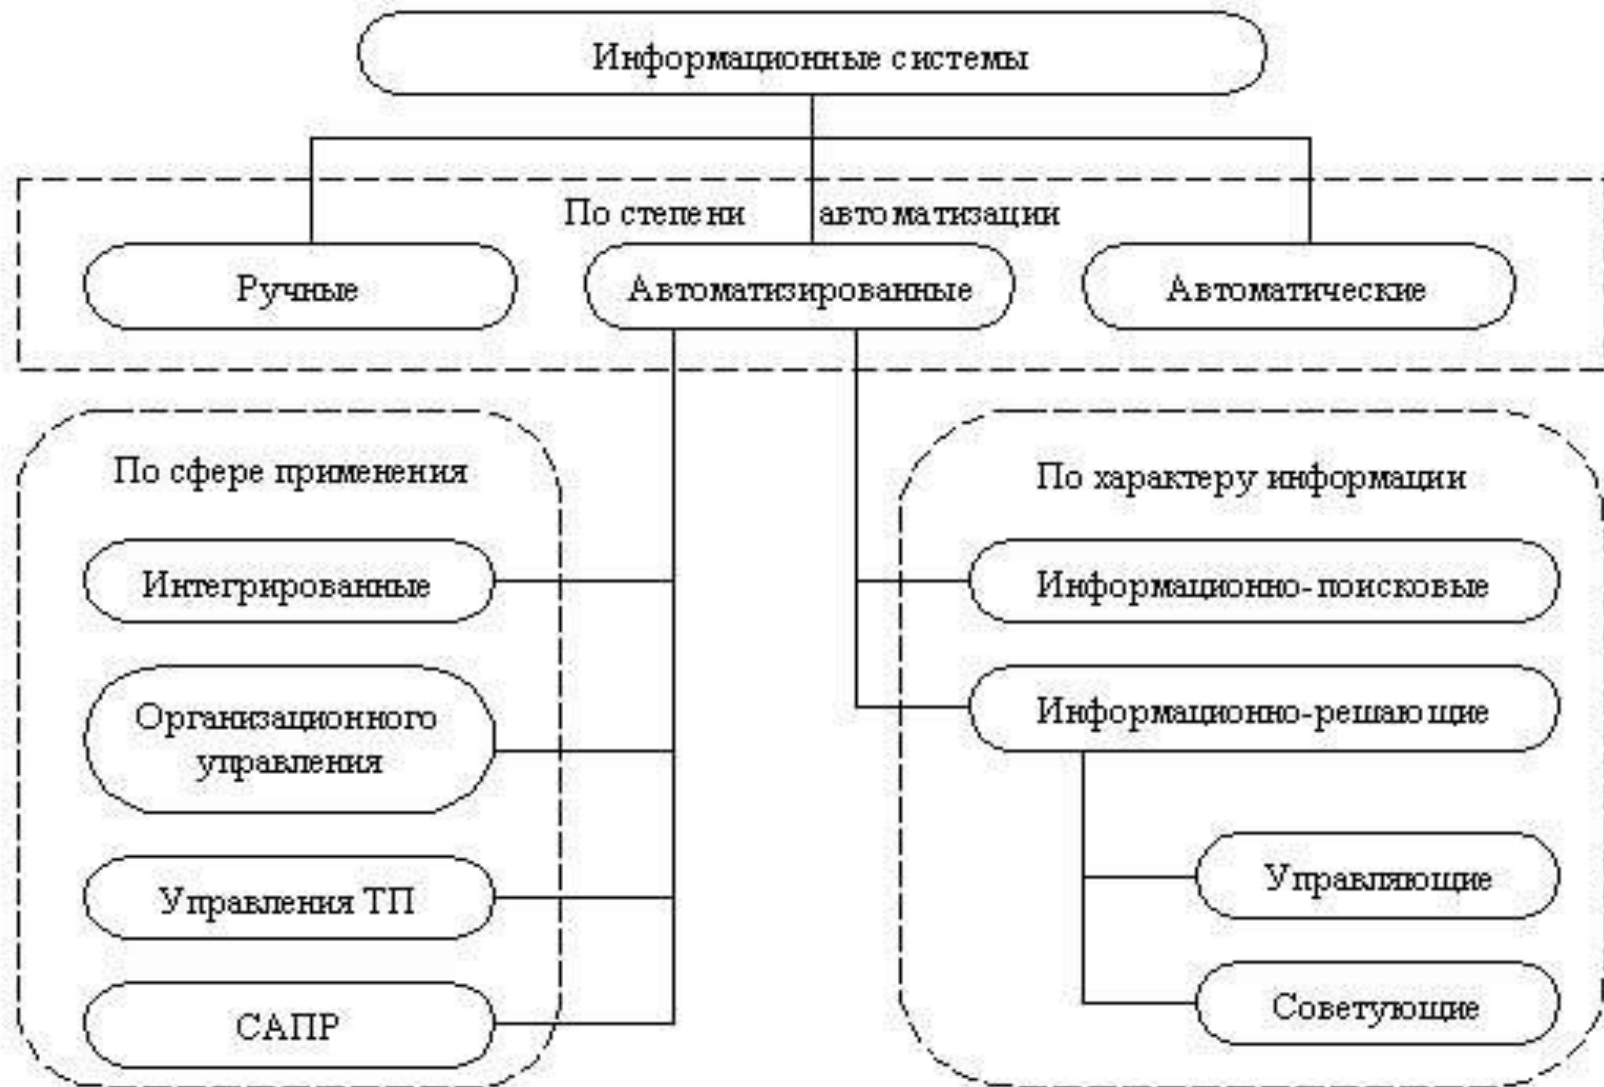 Информационные системы
По степени автоматизации
Ручные
Автоматизированные
Автоматические
По сфере применения
Интегрированные
Организационного
управления
Управления ТП
САПР
По характеру информации
Информационно-поисковые
Информационно-решающие
Управляющие
Советующие